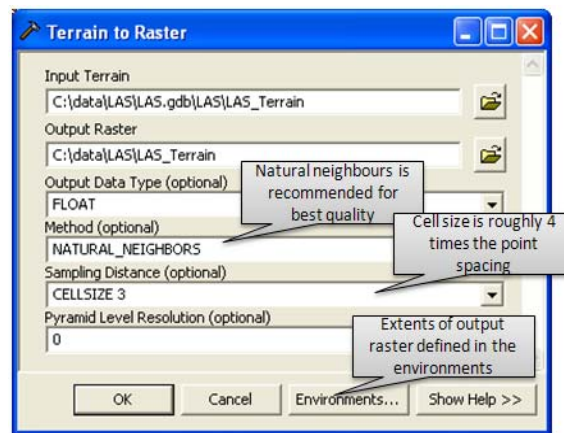 Terrain to Raster
Input Terrain
C:\data\LAS\LAS.gdb\LAS\LAS_Terrain
Output Raster
C:\data\LAS\LAS_Terrain
Output Data Type (optional)
FLOAT
Natural neighbours is
recommended for
best quality
Method (optional)
NATURAL_NEIGHBORS
Cell size is roughly 4
times the point
spacing
Sampling Distance (optional)
CELLSIZE 3
Pyramid Level Resolution (optional)
0
Extents of output
raster defined in the
environments
OK
Cancel
Environments...
Show Help >>